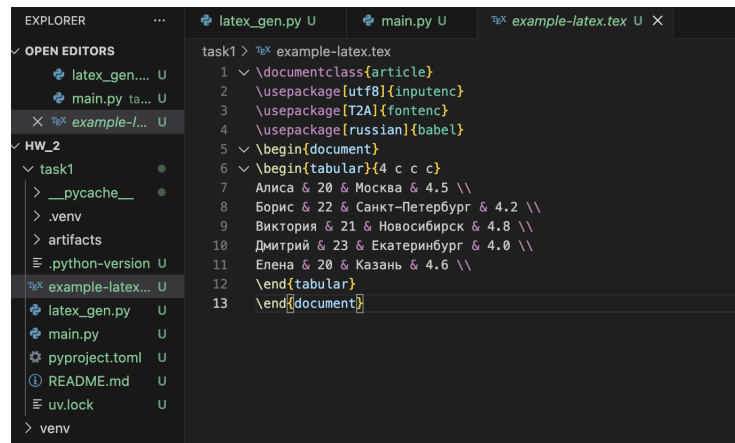 EXPLORER ...
OPEN EDITORS
latex_gen.... U
main.py ta... U
example-l... U
HW_2
task1
__pycache__
.venv
artifacts
.python-version U
example-latex... U
latex_gen.py U
main.py U
pyproject.toml U
README.md U
uv.lock U
venv
latex_gen.py U
main.py U
TEX example-latex.tex U
task1 > TEX example-latex.tex
1 \documentclass{article}
2 \usepackage[utf8]{inputenc}
3 \usepackage[T2A]{fontenc}
4 \usepackage[russian]{babel}
5 \begin{document}
6 \begin{tabular}{4 c c c}
7 Алиса & 20 & Москва & 4.5 \\
8 Борис & 22 & Санкт-Петербург & 4.2 \\
9 Виктория & 21 & Новосибирск & 4.8 \\
10 Дмитрий & 23 & Екатеринбург & 4.0 \\
11 Елена & 20 & Казань & 4.6 \\
12 \end{tabular}
13 \end{document}